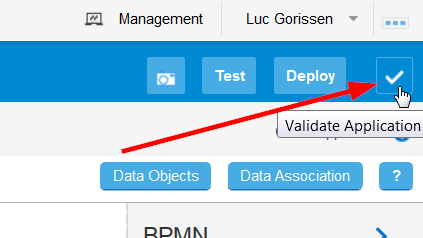 Management
Luc Gorissen
Test
Deploy
Validate Application
Data Objects
Data Association
?
BPMN